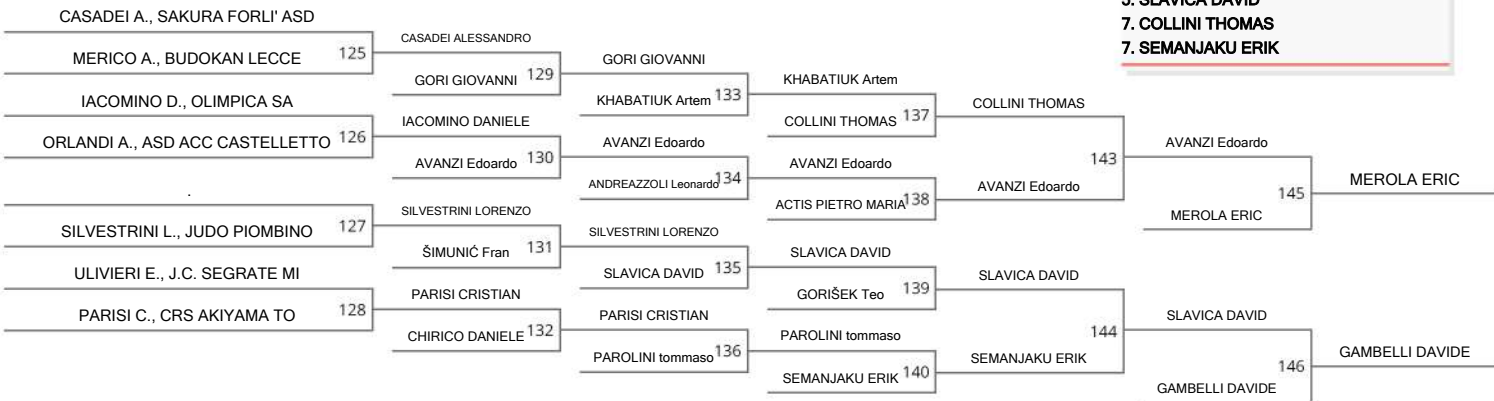 5. SLAVICA DAVID
7. COLLINI THOMAS
7. SEMANJAKU ERIK
CASADEI A., SAKURA FORLI' ASD
MERICO A., BUDOKAN LECCE
125
IACOMINO D., OLIMPICA SA
ORLANDI A., ASD ACC CASTELLETTO
126
.
SILVESTRINI L., JUDO PIOMBINO
127
ULIVIERI E., J.C. SEGRATE MI
PARISI C., CRS AKIYAMA TO
128
CASADEI ALESSANDRO
GORI GIOVANNI
129
IACOMINO DANIELE
AVANZI Edoardo
130
SILVESTRINI LORENZO
ŠIMUNIĆ Fran
131
PARISI CRISTIAN
CHIRICO DANIELE
132
GORI GIOVANNI
KHABATIUK Artem
133
AVANZI Edoardo
ANDREAZZOLI Leonardo
134
SILVESTRINI LORENZO
SLAVICA DAVID
135
PARISI CRISTIAN
PAROLINI tommaso
136
KHABATIUK Artem
COLLINI THOMAS
137
AVANZI Edoardo
ACTIS PIETRO MARIA
138
SLAVICA DAVID
GORIŠEK Teo
139
PAROLINI tommaso
SEMANJAKU ERIK
140
COLLINI THOMAS
AVANZI Edoardo
143
SLAVICA DAVID
SEMANJAKU ERIK
144
AVANZI Edoardo
MEROLA ERIC
145
SLAVICA DAVID
GAMBELLI DAVIDE
146
MEROLA ERIC
GAMBELLI DAVIDE